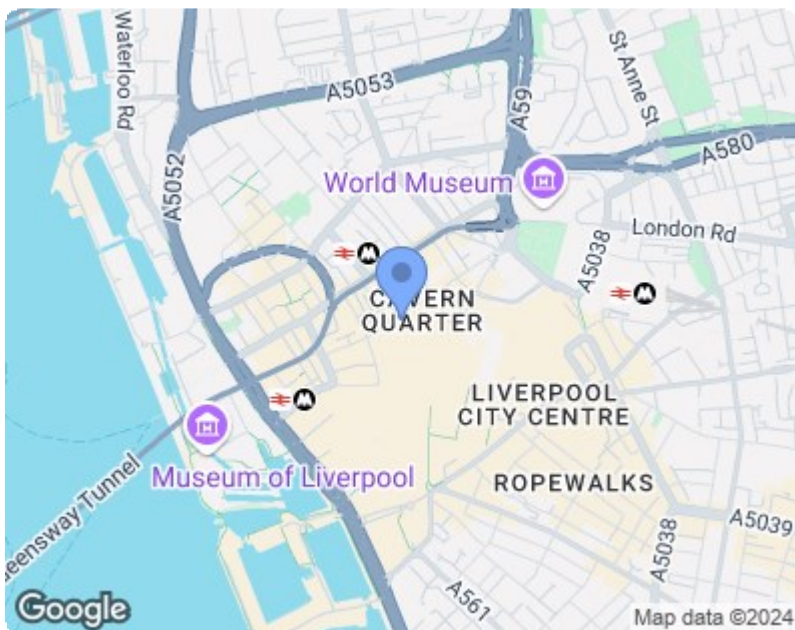 Waterloo Rd
A5053
A59
St Anne St
A580
A5052
World Museum
London Rd
A5038
CAVERN
QUARTER
LIVERPOOL
CITY CENTRE
Museum of Liverpool
ROPEWALKS
Queensway Tunnel
A5038
A5039
A561
Google
Map data ©2024